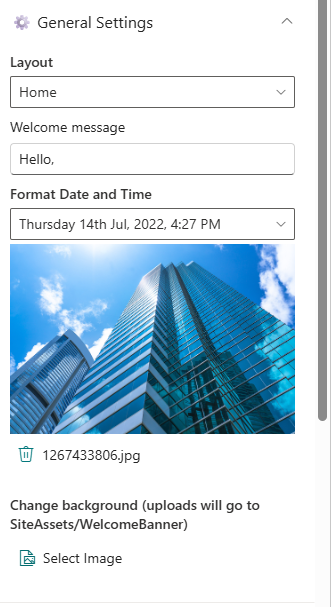 General Settings
Layout
Home
Welcome message
Hello,
Format Date and Time
Thursday 14th Jul, 2022, 4:27 PM
1267433806.jpg
Change background (uploads will go to
SiteAssets/WelcomeBanner)
Select Image